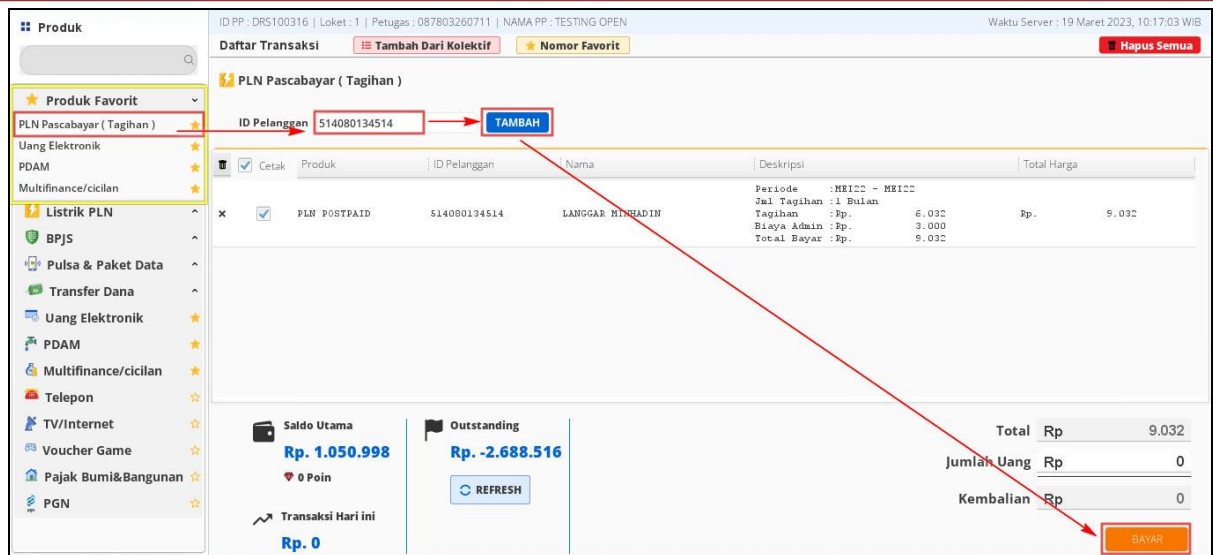 Produk
ID PP : DRS100316 | Loket : 1 | Petugas : 087803260711 | NAMA PP : TESTING OPEN
Waktu Server : 19 Maret 2023, 10:17:03 WIB
Daftar Transaksi
Tambah Dari Kolektif
Nomor Favorit
Hapus Semua
Produk Favorit
PLN Pascabayar ( Tagihan )
Uang Elektronik
PDAM
Multifinance/cicilan
Listrik PLN
BPJS
Pulsa & Paket Data
Transfer Dana
Uang Elektronik
PDAM
Multifinance/cicilan
Telepon
TV/Internet
Voucher Game
Pajak Bumi&Bangunan
PGN
PLN Pascabayar ( Tagihan )
ID Pelanggan 514080134514 TAMBAH
Cetak Produk ID Pelanggan Nama Deskripsi Total Harga
Periode :MEI22 - MEI22
Jml Tagihan :1 Bulan
PLN POSTPAID 514080134514 LANGGAR MINHADIN Tagihan :Rp. 6.032 Rp. 9.032
Biaya Admin :Rp. 3.000
Total Bayar :Rp. 9.032
Saldo Utama
Rp. 1.050.998
0 Poin
Transaksi Hari ini
Rp. 0
Outstanding
Rp. -2.688.516
REFRESH
Total Rp 9.032
Jumlah Uang Rp 0
Kembalian Rp 0
BAYAR